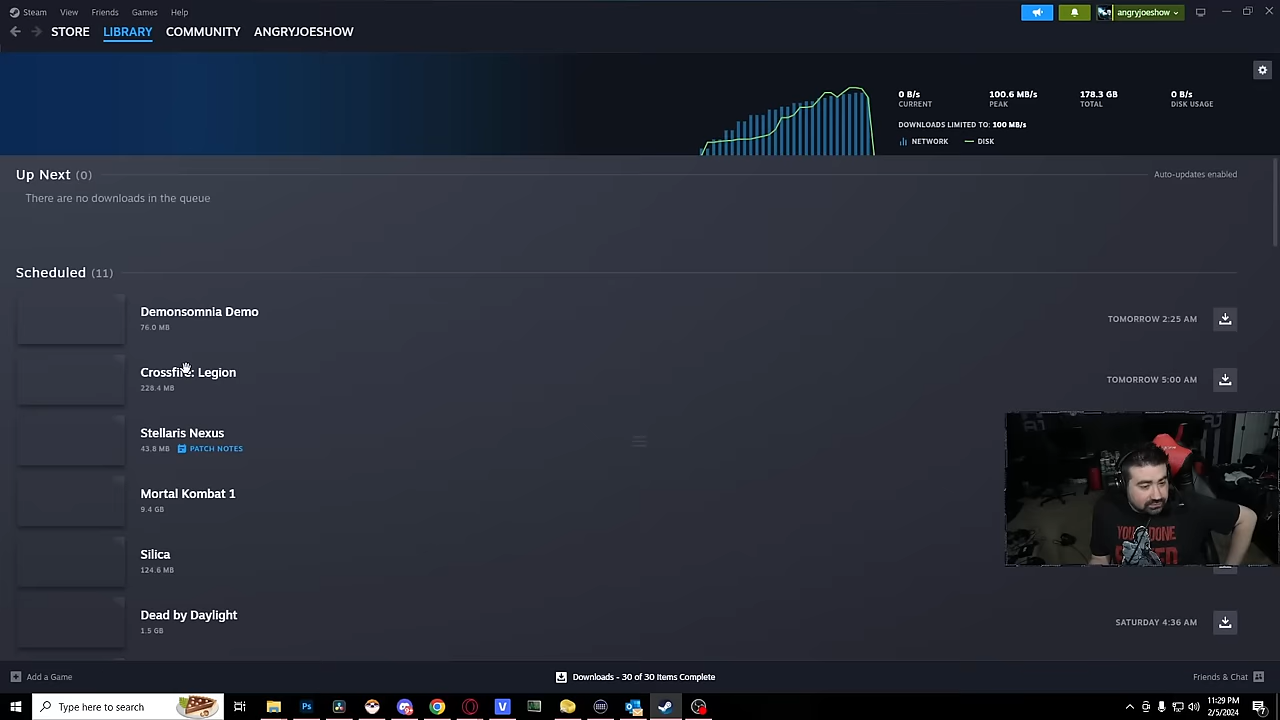 Steam View Friends Games Help angryjoeshow
STORE LIBRARY COMMUNITY ANGRYJOESHOW
0 B/s 100.6 MB/s 178.3 GB 0 B/s
CURRENT PEAK TOTAL DISK USAGE
DOWNLOADS LIMITED TO: 100 MB/s
NETWORK DISK
Up Next (0) Auto-updates enabled
There are no downloads in the queue
Scheduled (11)
Demonsomnia Demo
76.0 MB
TOMORROW 2:25 AM
Crossfire: Legion
228.4 MB
TOMORROW 5:00 AM
Stellaris Nexus
43.8 MB PATCH NOTES
Mortal Kombat 1
9.4 GB
Silica
124.6 MB
YOU DONE
Dead by Daylight
1.5 GB
SATURDAY 4:36 AM
Add a Game Downloads - 30 of 30 Items Complete Friends & Chat
Type here to search
11:29 PM
2/5/2024